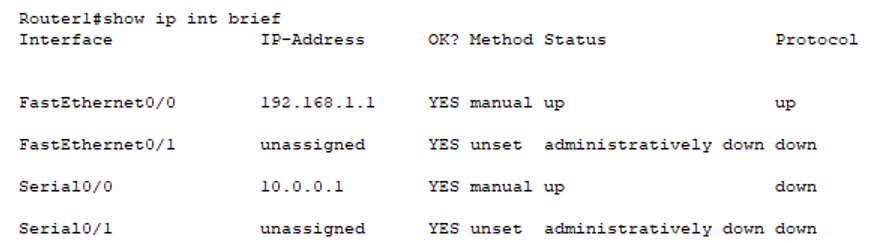 Router1#show ip int brief
Interface IP-Address OK? Method Status Protocol
FastEthernet0/0 192.168.1.1 YES manual up up
FastEthernet0/1 unassigned YES unset administratively down down
Serial0/0 10.0.0.1 YES manual up down
Serial0/1 unassigned YES unset administratively down down